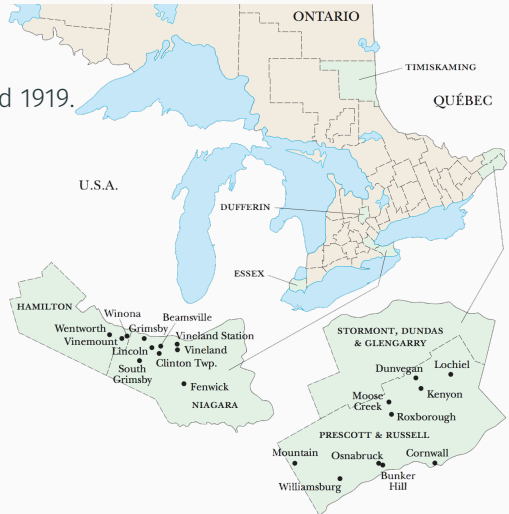 ONTARIO
TIMISKAMING
d 1919.
QUÉBEC
U.S.A.
DUFFERIN
ESSEX
HAMILTON
Winona
Beamsville
Wentworth
Grimsby
Vineland Station
Vinemount
Lincoln
Vineland
Clinton Twp.
South
Grimsby
Fenwick
NIAGARA
STORMONT, DUNDAS
& GLENGARRY
Dunvegan
Lochiel
Kenyon
Moose
Creek
Roxborough
PRESCOTT & RUSSELL
Mountain
Osnabruck
Cornwall
Bunker
Hill
Williamsburg